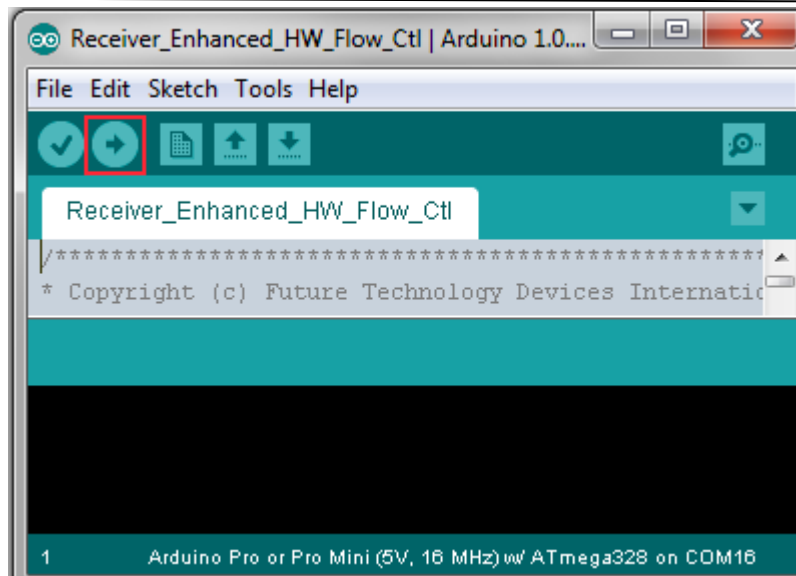 Receiver_Enhanced_HW_Flow_Ctl | Arduino 1.0....
File Edit Sketch Tools Help
Receiver_Enhanced_HW_Flow_Ctl
/***************************************************
* Copyright (c) Future Technology Devices Internatio
1 Arduino Pro or Pro Mini (5V, 16 MHz) w/ ATmega328 on COM16